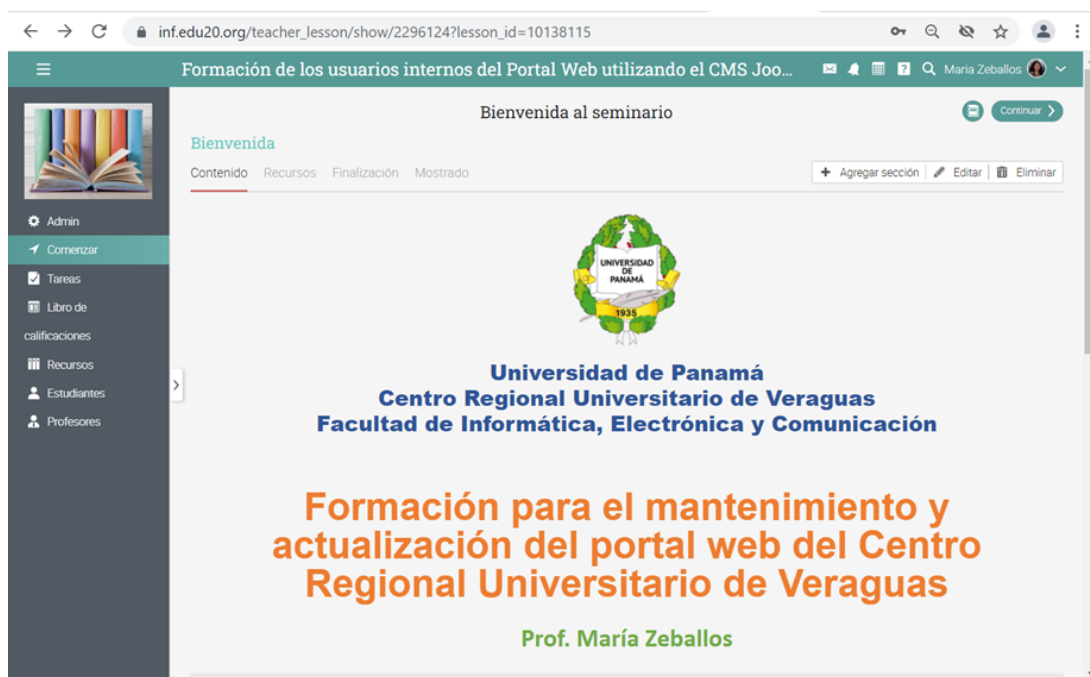 inf.edu20.org/teacher_lesson/show/2296124?lesson_id=10138115
Formación de los usuarios internos del Portal Web utilizando el CMS Joo...
Maria Zeballos
Bienvenida al seminario
Continuar
Bienvenida
Contenido Recursos Finalización Mostrado
Agregar sección Editar Eliminar
Admin
Comenzar
Tareas
Libro de
calificaciones
Recursos
Estudiantes
Profesores
UNIVERSIDAD
DE
PANAMÁ
1935
Universidad de Panamá
Centro Regional Universitario de Veraguas
Facultad de Informática, Electrónica y Comunicación
Formación para el mantenimiento y
actualización del portal web del Centro
Regional Universitario de Veraguas
Prof. María Zeballos